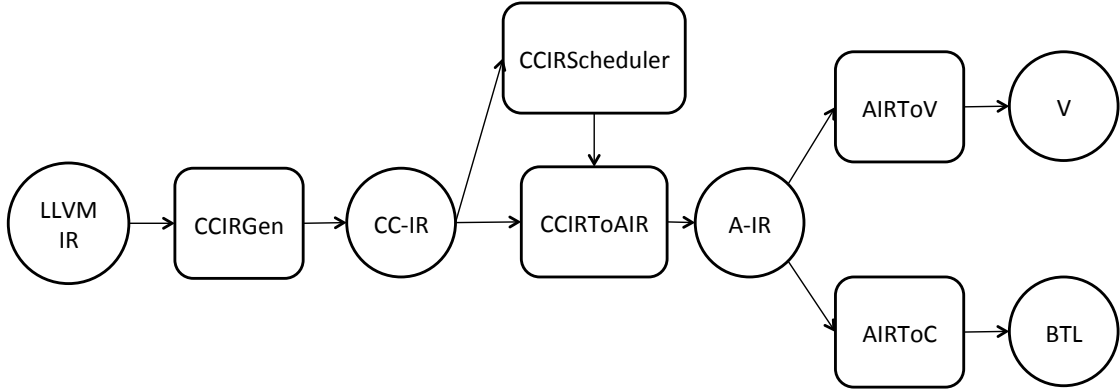 CCIRScheduler
AIRToV
V
LLVM
IR
CCIRGen
CC-IR
CCIRToAIR
A-IR
AIRToC
BTL